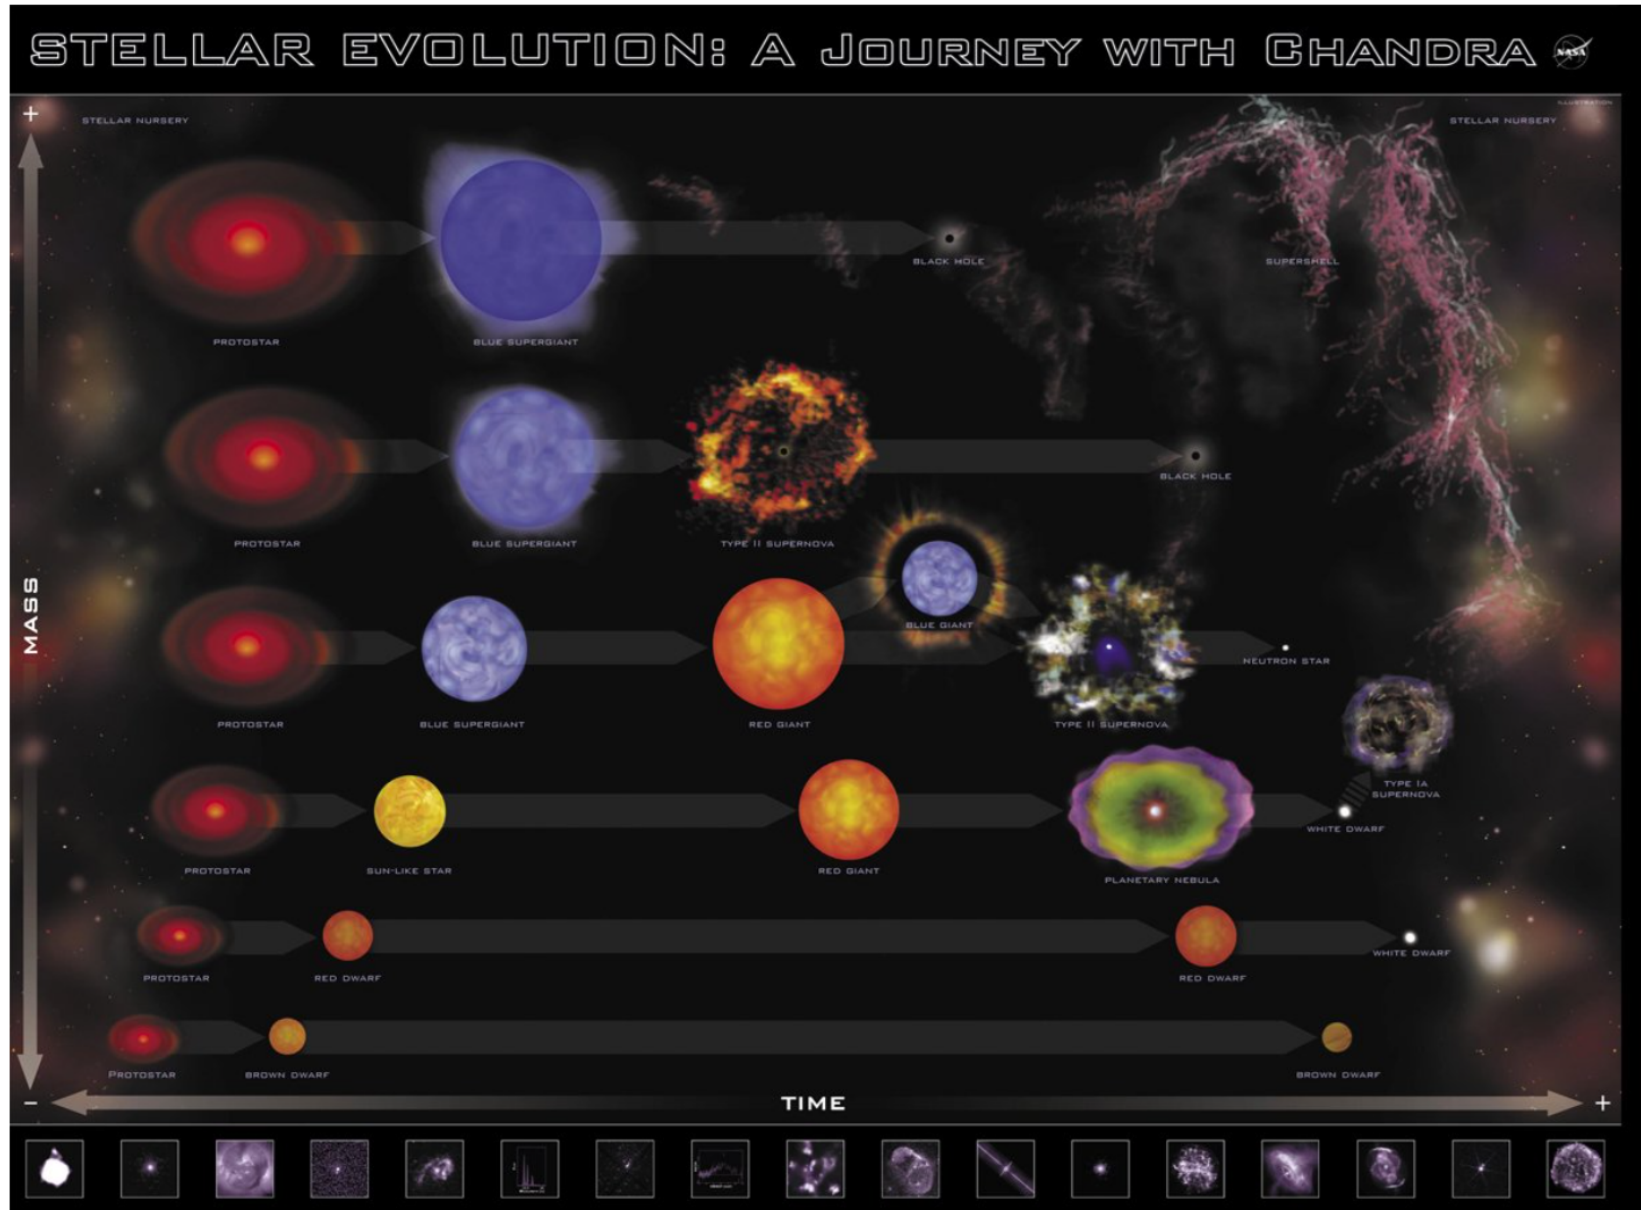 STELLAR EVOLUTION: A JOURNEY WITH CHANDRA
NASA
ILLUSTRATION
+
STELLAR NURSERY
STELLAR NURSERY
BLACK HOLE
SUPERSHELL
PROTOSTAR
BLUE SUPERGIANT
BLACK HOLE
PROTOSTAR
BLUE SUPERGIANT
TYPE II SUPERNOVA
BLUE GIANT
MASS
NEUTRON STAR
PROTOSTAR
BLUE SUPERGIANT
RED GIANT
TYPE II SUPERNOVA
TYPE IA
SUPERNOVA
WHITE DWARF
PROTOSTAR
SUN-LIKE STAR
RED GIANT
PLANETARY NEBULA
WHITE DWARF
PROTOSTAR
RED DWARF
RED DWARF
PROTOSTAR
BROWN DWARF
BROWN DWARF
−
TIME
+